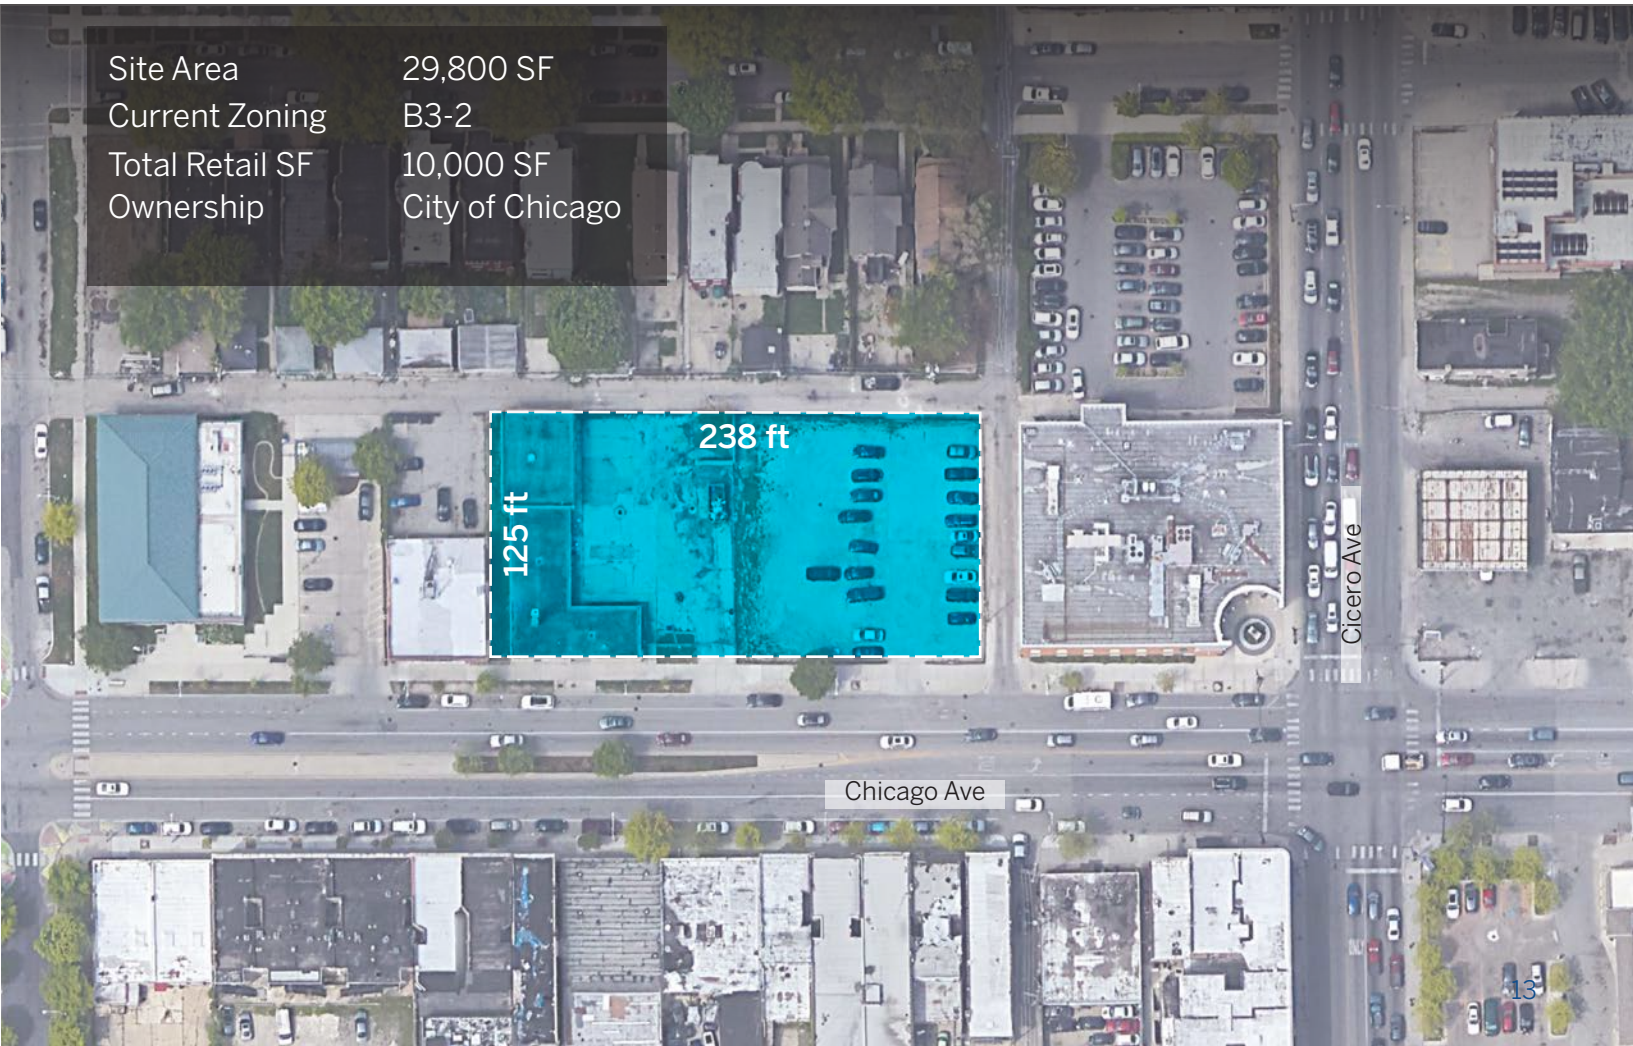 Site Area 29,800 SF
Current Zoning B3-2
Total Retail SF 10,000 SF
Ownership City of Chicago
238 ft
125 ft
Cicero Ave
Chicago Ave
13